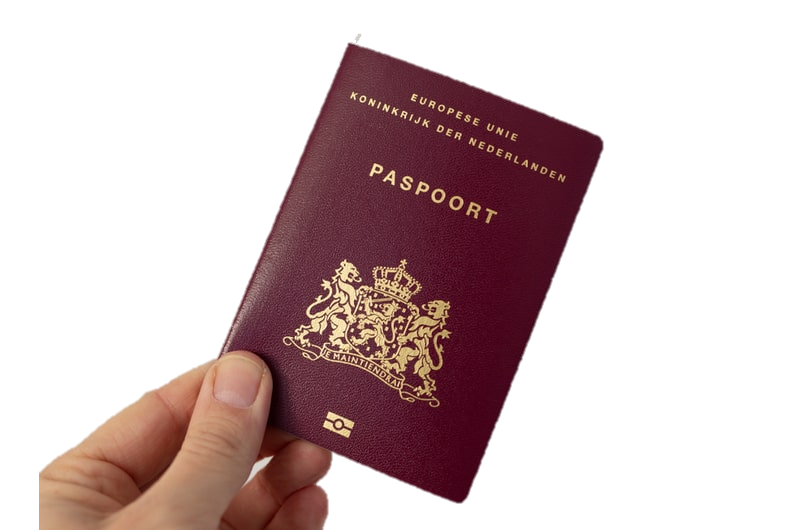 EUROPESE UNIE
KONINKRIJK DER NEDERLANDEN
PASPOORT
JE MAINTIENDRAI